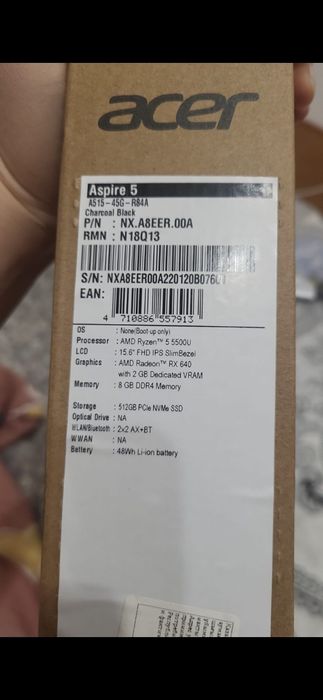 acer
Aspire 5
A515-45G-R84A
Charcoal Black
P/N : NX.A8EER.00A
RMN : N18Q13
S/N: NXA8EER00A220120B07601
EAN:
4 710886 557913
OS : None(Boot-up only)
Processor : AMD Ryzen™ 5 5500U
LCD : 15.6" FHD IPS SlimBezel
Graphics : AMD Radeon™ RX 640
with 2 GB Dedicated VRAM
Memory : 8 GB DDR4 Memory
Storage : 512GB PCIe NVMe SSD
Optical Drive : NA
WLAN/Bluetooth : 2x2 AX+BT
WWAN : NA
Battery : 48Wh Li-ion battery